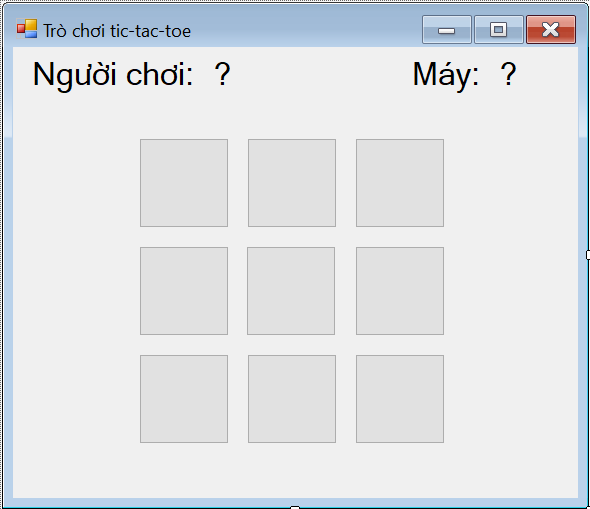 Trò chơi tic-tac-toe
Người chơi: ? Máy: ?